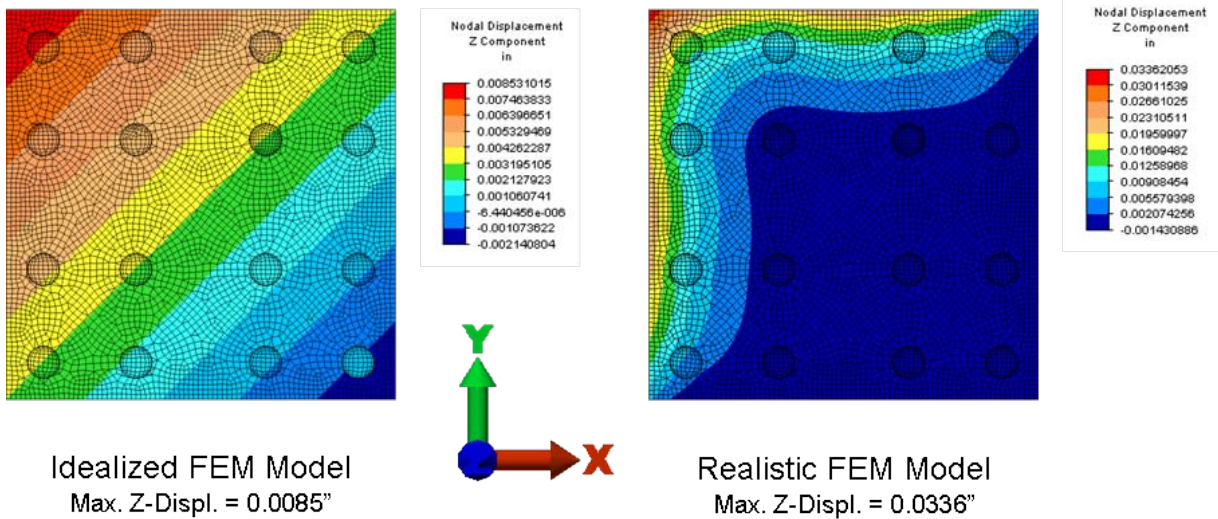 Nodal Displacement
Z Component
in
0.008531015
0.007463833
0.006396651
0.005329469
0.004262287
0.003195105
0.002127923
0.001060741
-6.440456e-006
-0.001073622
-0.002140804
Nodal Displacement
Z Component
in
0.03362053
0.03011539
0.02661025
0.02310511
0.01959997
0.01609482
0.01258968
0.00908454
0.005579398
0.002074256
-0.001430886
Y
Z
X
Idealized FEM Model
Max. Z-Displ. = 0.0085”
Realistic FEM Model
Max. Z-Displ. = 0.0336”